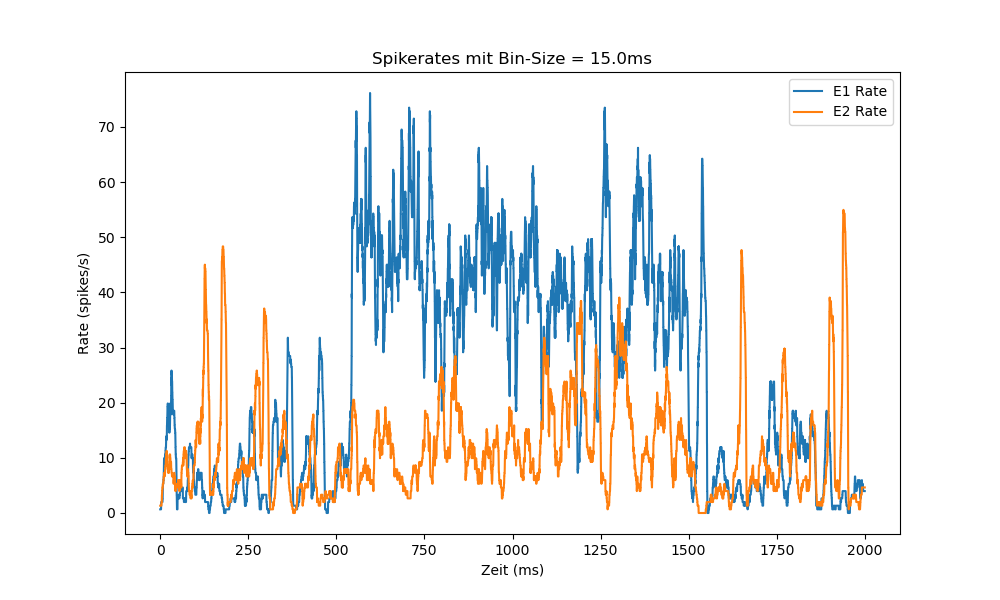 Spikerates mit Bin-Size = 15.0ms
E1 Rate
E2 Rate
Rate (spikes/s)
70
60
50
40
30
20
10
0
0 250 500 750 1000 1250 1500 1750 2000
Zeit (ms)